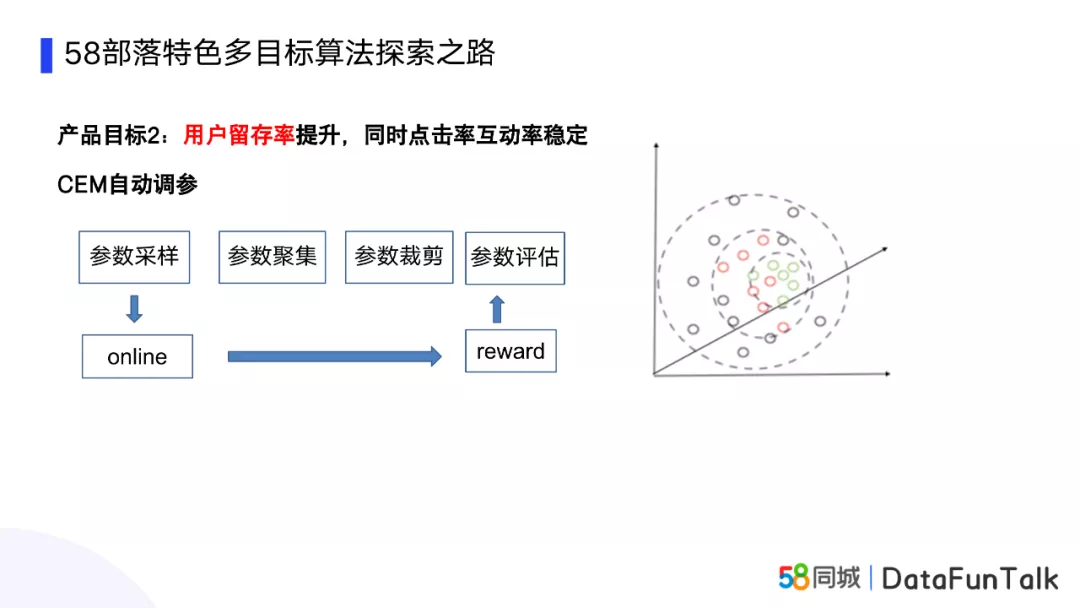 58部落特色多目标算法探索之路
产品目标2：用户留存率提升，同时点击率互动率稳定
CEM自动调参
参数采样 参数聚集 参数裁剪 参数评估
online reward
58同城 | DataFunTalk